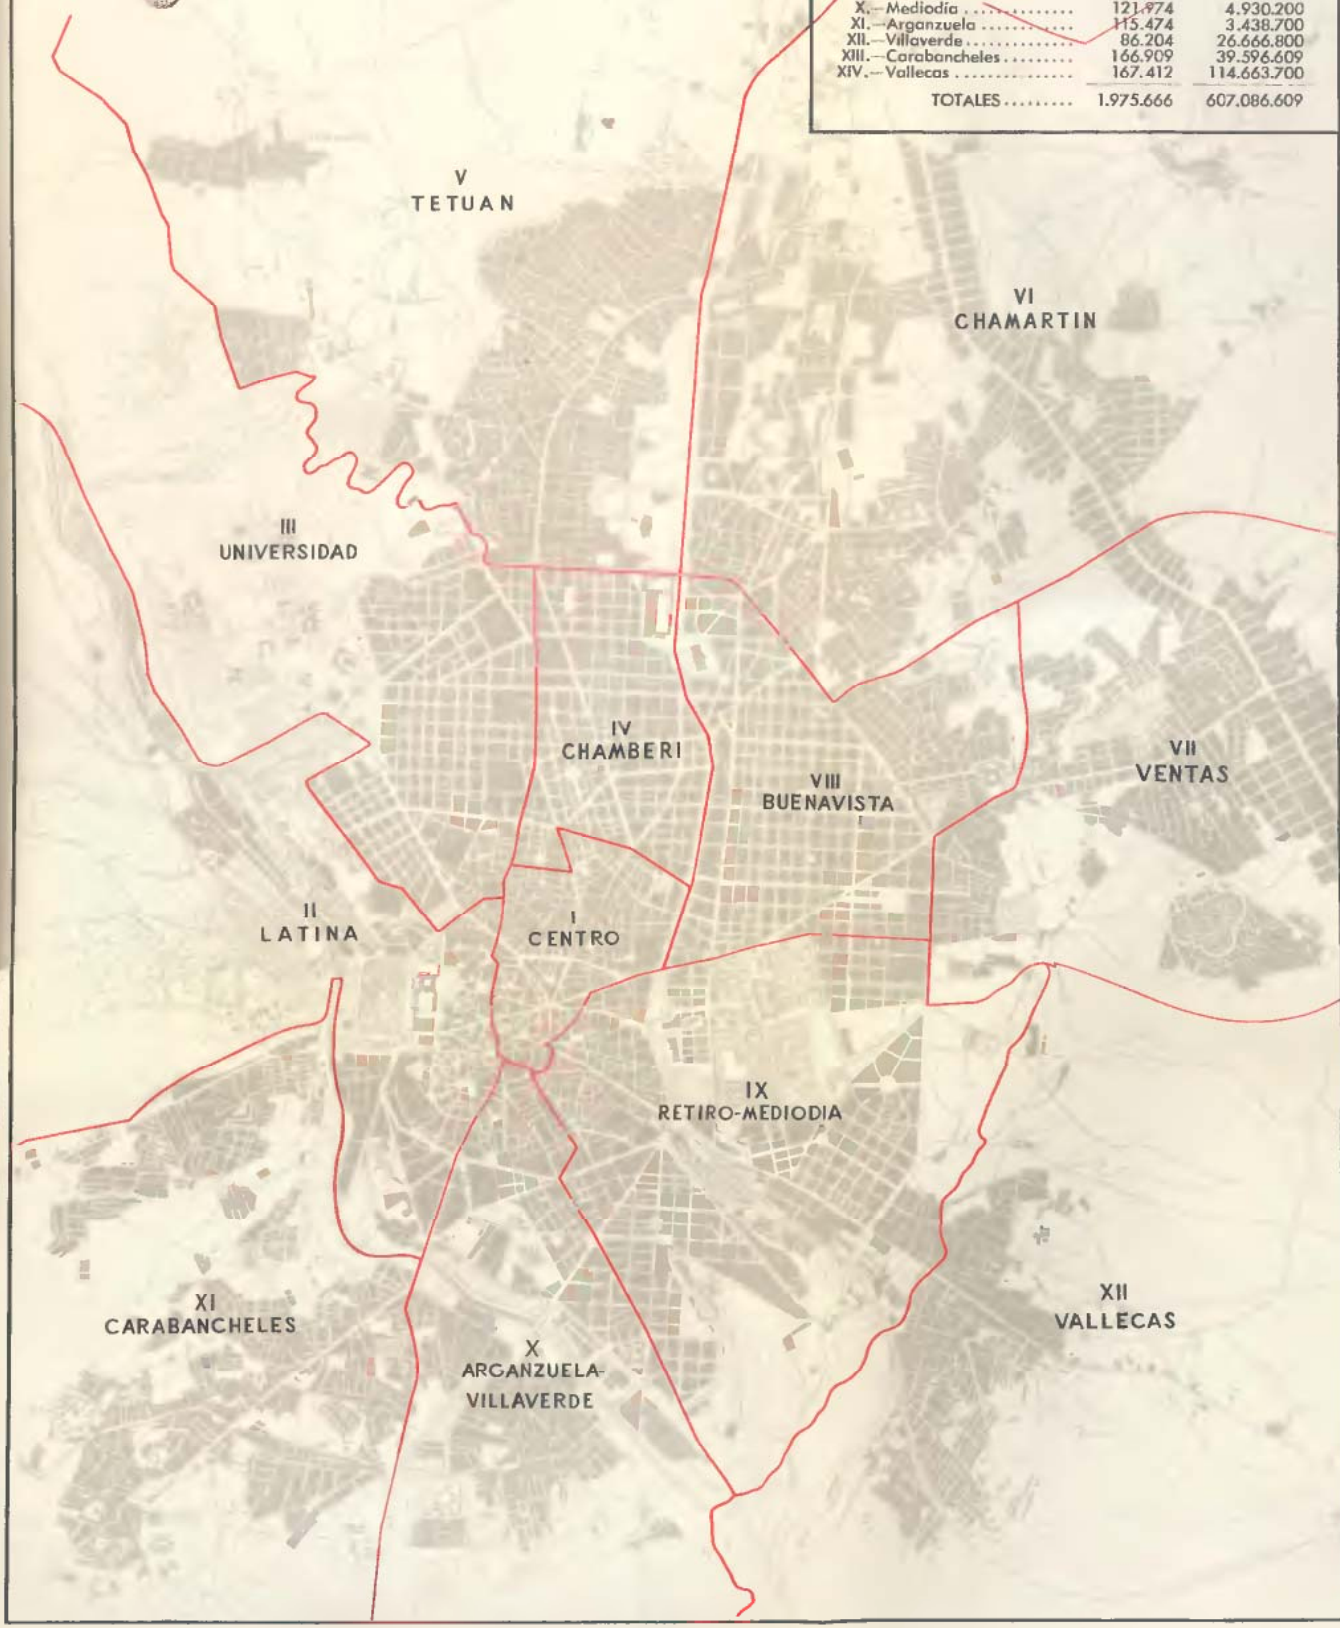 X.—Mediodía .............. 121.974 4.930.200
XI.—Arganzuela ............ 115.474 3.438.700
XII.—Villaverde .............. 86.204 26.666.800
XIII.—Carabancheles ......... 166.909 39.596.609
XIV.—Vallecas ............... 167.412 114.663.700
TOTALES ......... 1.975.666 607.086.609
V
TETUAN
VI
CHAMARTIN
III
UNIVERSIDAD
IV
CHAMBERI
VII
VENTAS
VIII
BUENAVISTA
II
LATINA
I
CENTRO
IX
RETIRO-MEDIODIA
XI
CARABANCHELES
XII
VALLECAS
X
ARGANZUELA-
VILLAVERDE